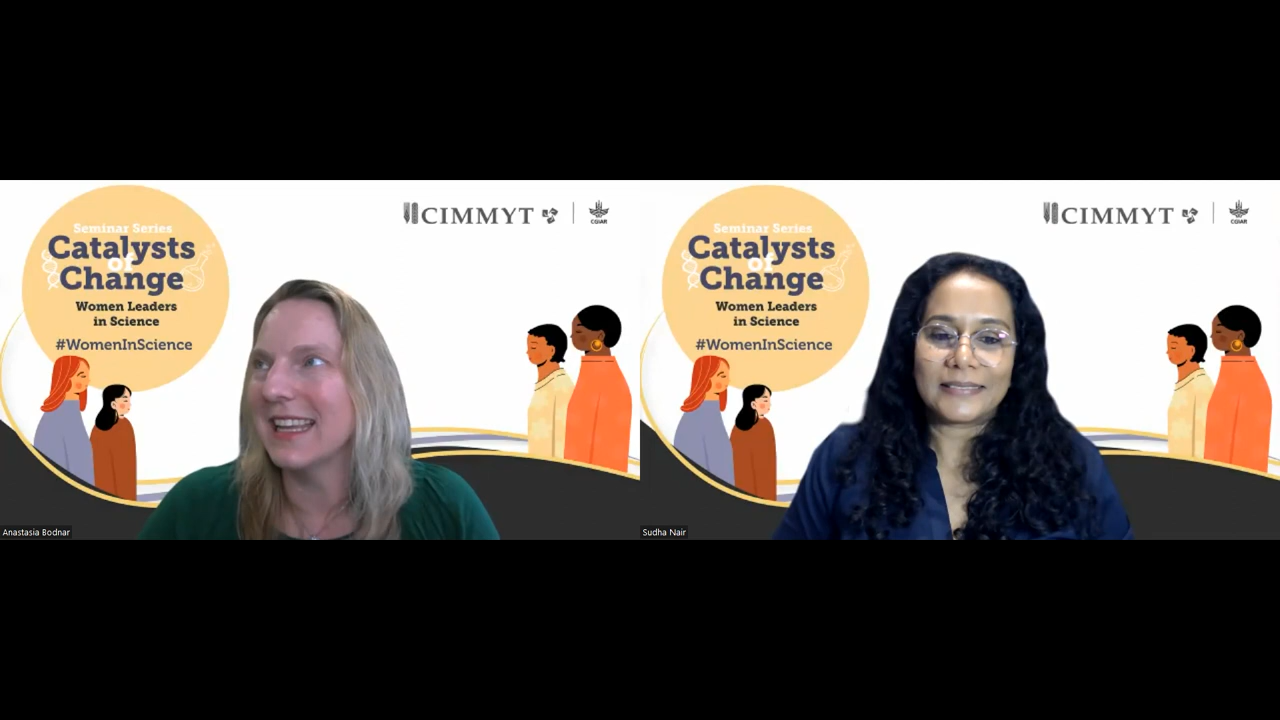 Seminar Series
Catalysts
of
Change
Women Leaders
in Science
#WomenInScience
CIMMYT
CGIAR
Anastasia Bodnar
Seminar Series
Catalysts
of
Change
Women Leaders
in Science
#WomenInScience
CIMMYT
CGIAR
Sudha Nair